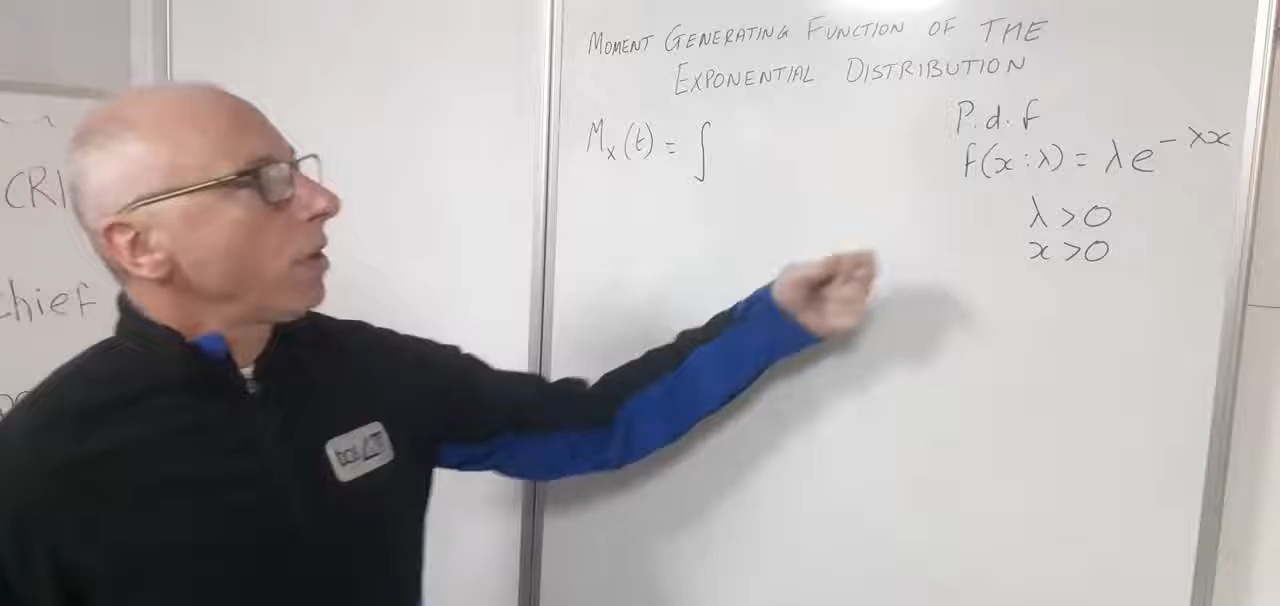 MOMENT GENERATING FUNCTION OF THE
EXPONENTIAL DISTRIBUTION
P.d.f
Mₓ(t) = ∫
f(x:λ) = λe^{-λx}
λ>0
x>0
CRI
chief